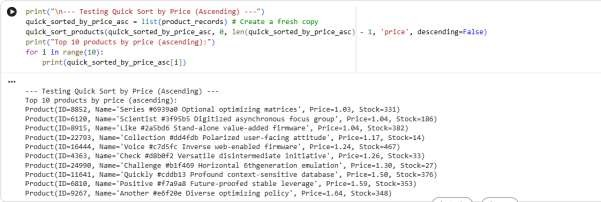 print("\n--- Testing Quick Sort by Price (Ascending) ---")
quick_sorted_by_price_asc = list(product_records) # Create a fresh copy
quick_sort_products(quick_sorted_by_price_asc, 0, len(quick_sorted_by_price_asc) - 1, 'price', descending=False)
print("Top 10 products by price (ascending):")
for i in range(10):
    print(quick_sorted_by_price_asc[i])
--- Testing Quick Sort by Price (Ascending) ---
Top 10 products by price (ascending):
Product(ID=8852, Name='Series #6939a0 Optional optimizing matrices', Price=1.03, Stock=331)
Product(ID=6120, Name='Scientist #3f95b5 Digitized asynchronous focus group', Price=1.04, Stock=186)
Product(ID=8915, Name='Like #2a5bd6 Stand-alone value-added firmware', Price=1.04, Stock=382)
Product(ID=22703, Name='Collection #dd4fdb Polarized user-facing attitude', Price=1.17, Stock=14)
Product(ID=16444, Name='Voice #c7d5fc Inverse web-enabled firmware', Price=1.24, Stock=467)
Product(ID=4363, Name='Check #d8b0f2 Versatile disintermediate initiative', Price=1.26, Stock=33)
Product(ID=24990, Name='Challenge #b1f469 Horizontal 6thgeneration emulation', Price=1.30, Stock=27)
Product(ID=11641, Name='Quickly #cddb13 Profound context-sensitive database', Price=1.50, Stock=376)
Product(ID=6810, Name='Positive #f7a9a8 Future-proofed stable leverage', Price=1.59, Stock=353)
Product(ID=9267, Name='Another #e6f20e Diverse optimizing policy', Price=1.64, Stock=348)